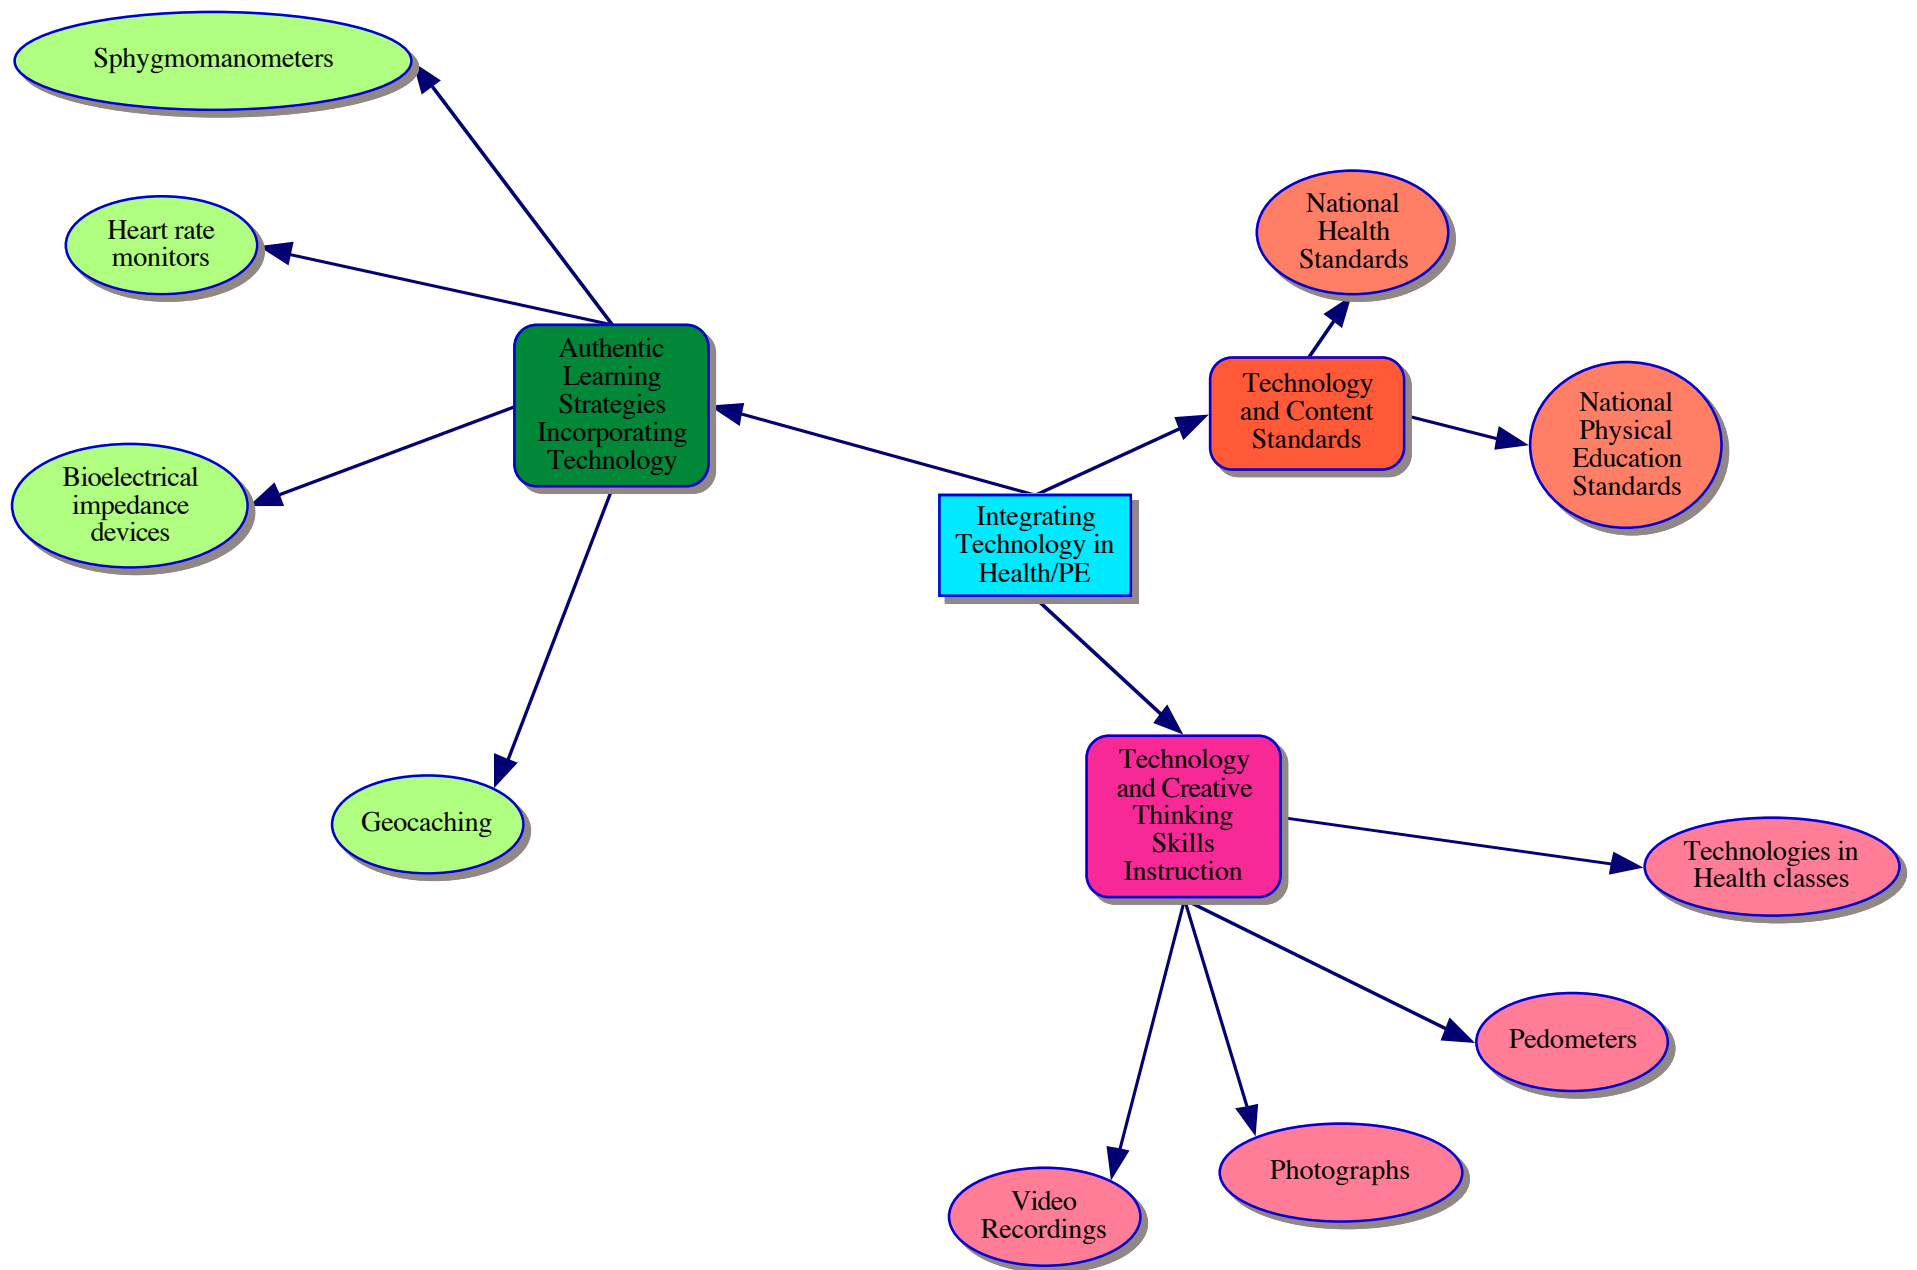 Sphygmomanometers
Heart rate
monitors
Authentic
Learning
Strategies
Incorporating
Technology
Bioelectrical
impedance
devices
Geocaching
National
Health
Standards
Technology
and Content
Standards
National
Physical
Education
Standards
Integrating
Technology in
Health/PE
Technology
and Creative
Thinking
Skills
Instruction
Technologies in
Health classes
Pedometers
Photographs
Video
Recordings